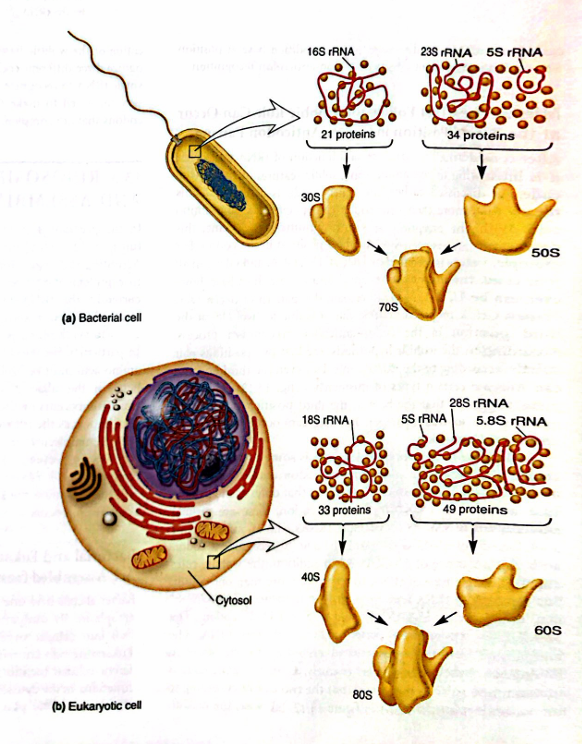 16S rRNA
23S rRNA 5S rRNA
21 proteins
34 proteins
30S
50S
70S
(a) Bacterial cell
18S rRNA
28S rRNA
5S rRNA
5.8S rRNA
33 proteins
49 proteins
40S
60S
Cytosol
80S
(b) Eukaryotic cell